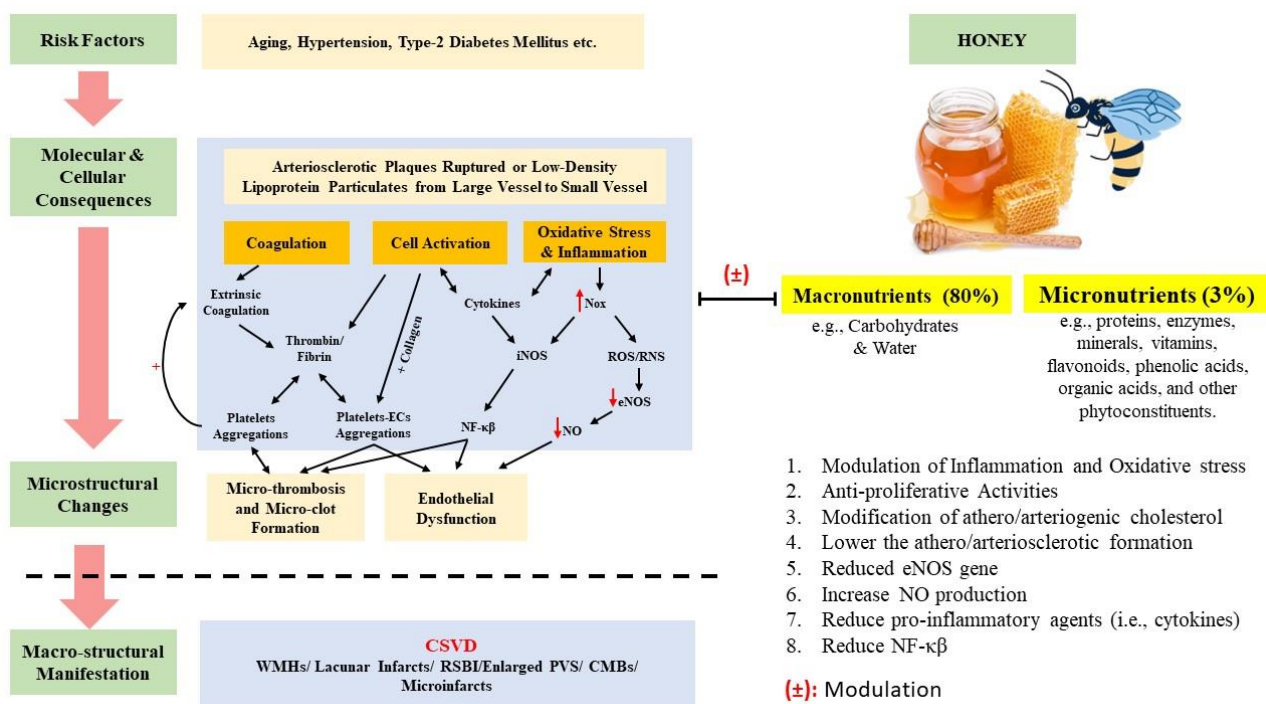 Risk Factors
Aging, Hypertension, Type-2 Diabetes Mellitus etc.
HONEY
Molecular &
Cellular
Consequences
Arteriosclerotic Plaques Ruptured or Low-Density
Lipoprotein Particulates from Large Vessel to Small Vessel
Coagulation
Cell Activation
Oxidative Stress
& Inflammation
Extrinsic
Coagulation
Cytokines
Nox
+ Collagen
Thrombin/
Fibrin
iNOS
ROS/RNS
+
eNOS
Platelets
Aggregations
Platelets-ECs
Aggregations
NF-κβ
NO
(±)
Macronutrients (80%)
e.g., Carbohydrates
& Water
Micronutrients (3%)
e.g., proteins, enzymes,
minerals, vitamins,
flavonoids, phenolic acids,
organic acids, and other
phytoconstituents.
Microstructural
Changes
Micro-thrombosis
and Micro-clot
Formation
Endothelial
Dysfunction
1. Modulation of Inflammation and Oxidative stress
2. Anti-proliferative Activities
3. Modification of athero/arteriogenic cholesterol
4. Lower the athero/arteriosclerotic formation
5. Reduced eNOS gene
6. Increase NO production
7. Reduce pro-inflammatory agents (i.e., cytokines)
8. Reduce NF-κβ
(±): Modulation
Macro-structural
Manifestation
CSVD
WMHs/ Lacunar Infarcts/ RSBI/Enlarged PVS/ CMBs/
Microinfarcts